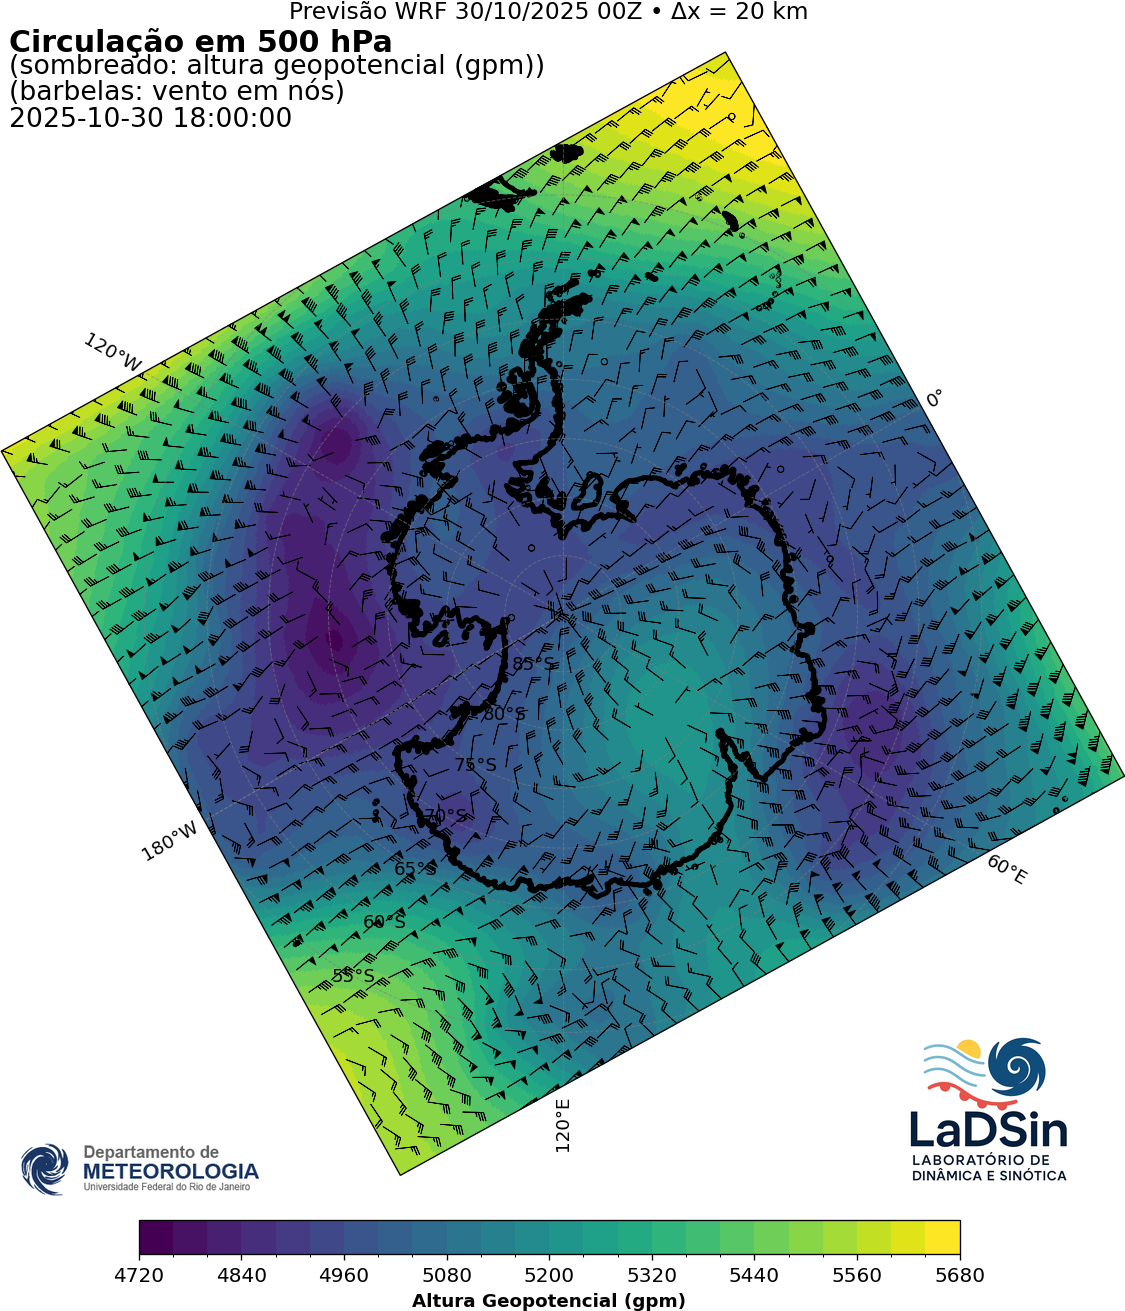 Previsão WRF 30/10/2025 00Z • Δx = 20 km
Circulação em 500 hPa
(sombreado: altura geopotencial (gpm))
(barbelas: vento em nós)
2025-10-30 18:00:00
120°W
0°
85°S
80°S
75°S
70°S
180°W
65°S
60°E
60°S
55°S
120°E
LaDSin
LABORATÓRIO DE
DINÂMICA E SINÓTICA
Departamento de
METEOROLOGIA
Universidade Federal do Rio de Janeiro
4720 4840 4960 5080 5200 5320 5440 5560 5680
Altura Geopotencial (gpm)